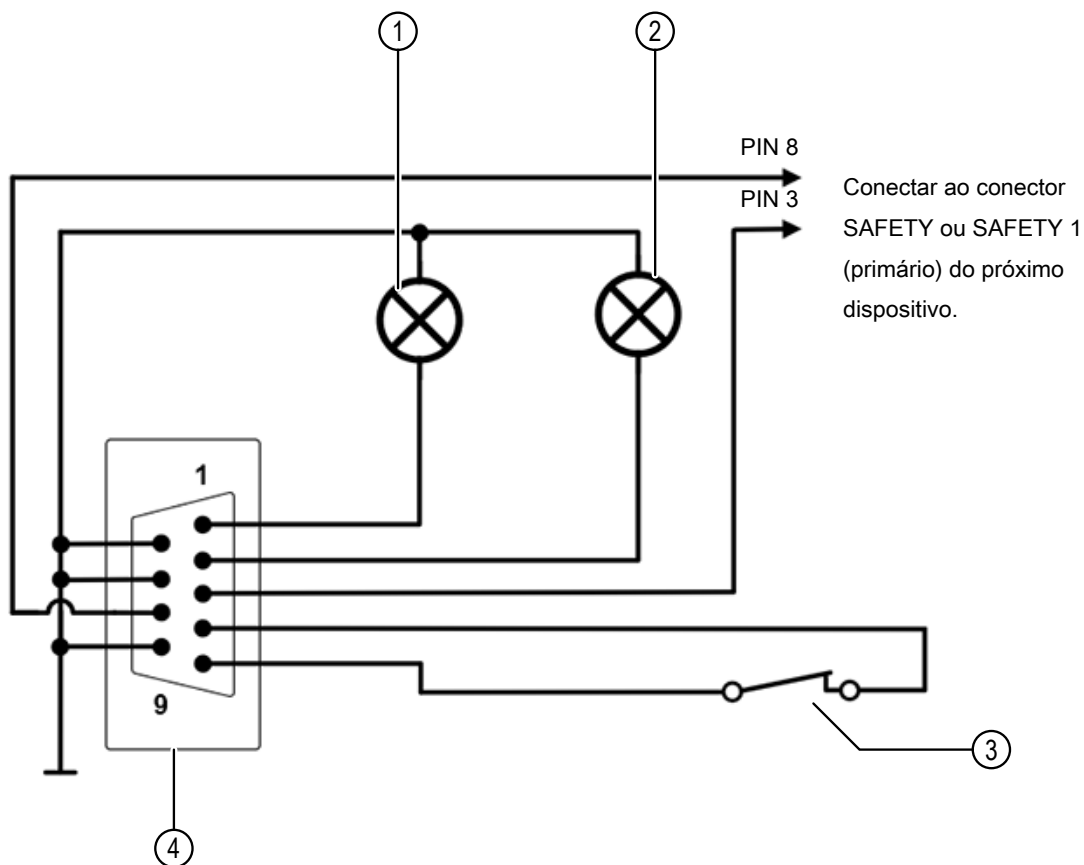 1
2
PIN 8
PIN 3
Conectar ao conector
SAFETY ou SAFETY 1
(primário) do próximo
dispositivo.
1
9
3
4